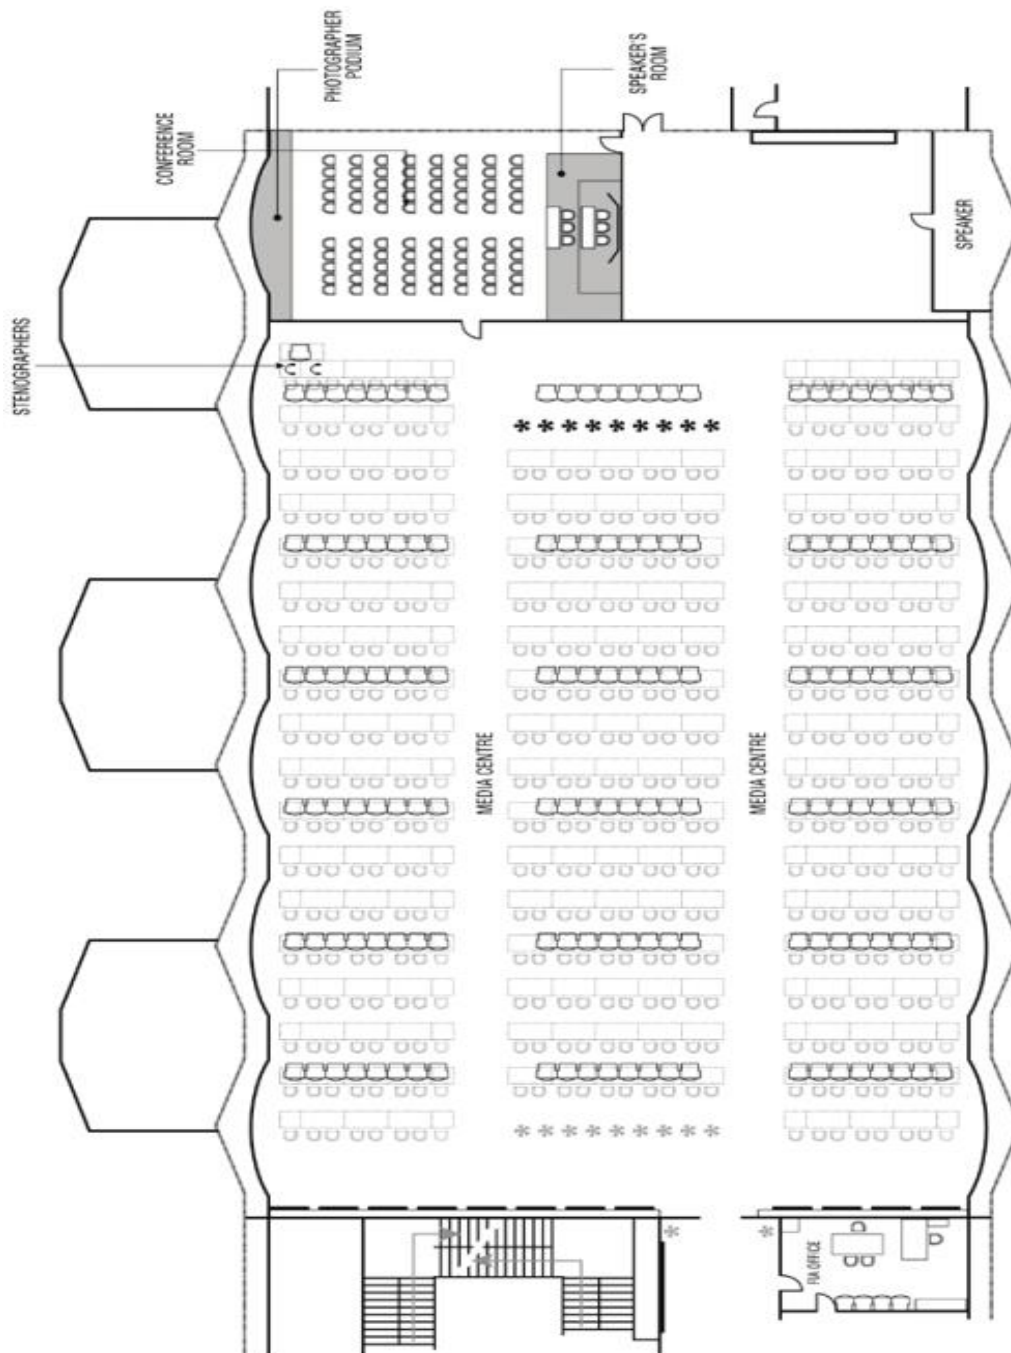 PHOTOGRAPHER
PODIUM
SPEAKER'S
ROOM
CONFERENCE
ROOM
SPEAKER
STENOGRAPHERS
MEDIA CENTRE
MEDIA CENTRE
FIA OFFICE